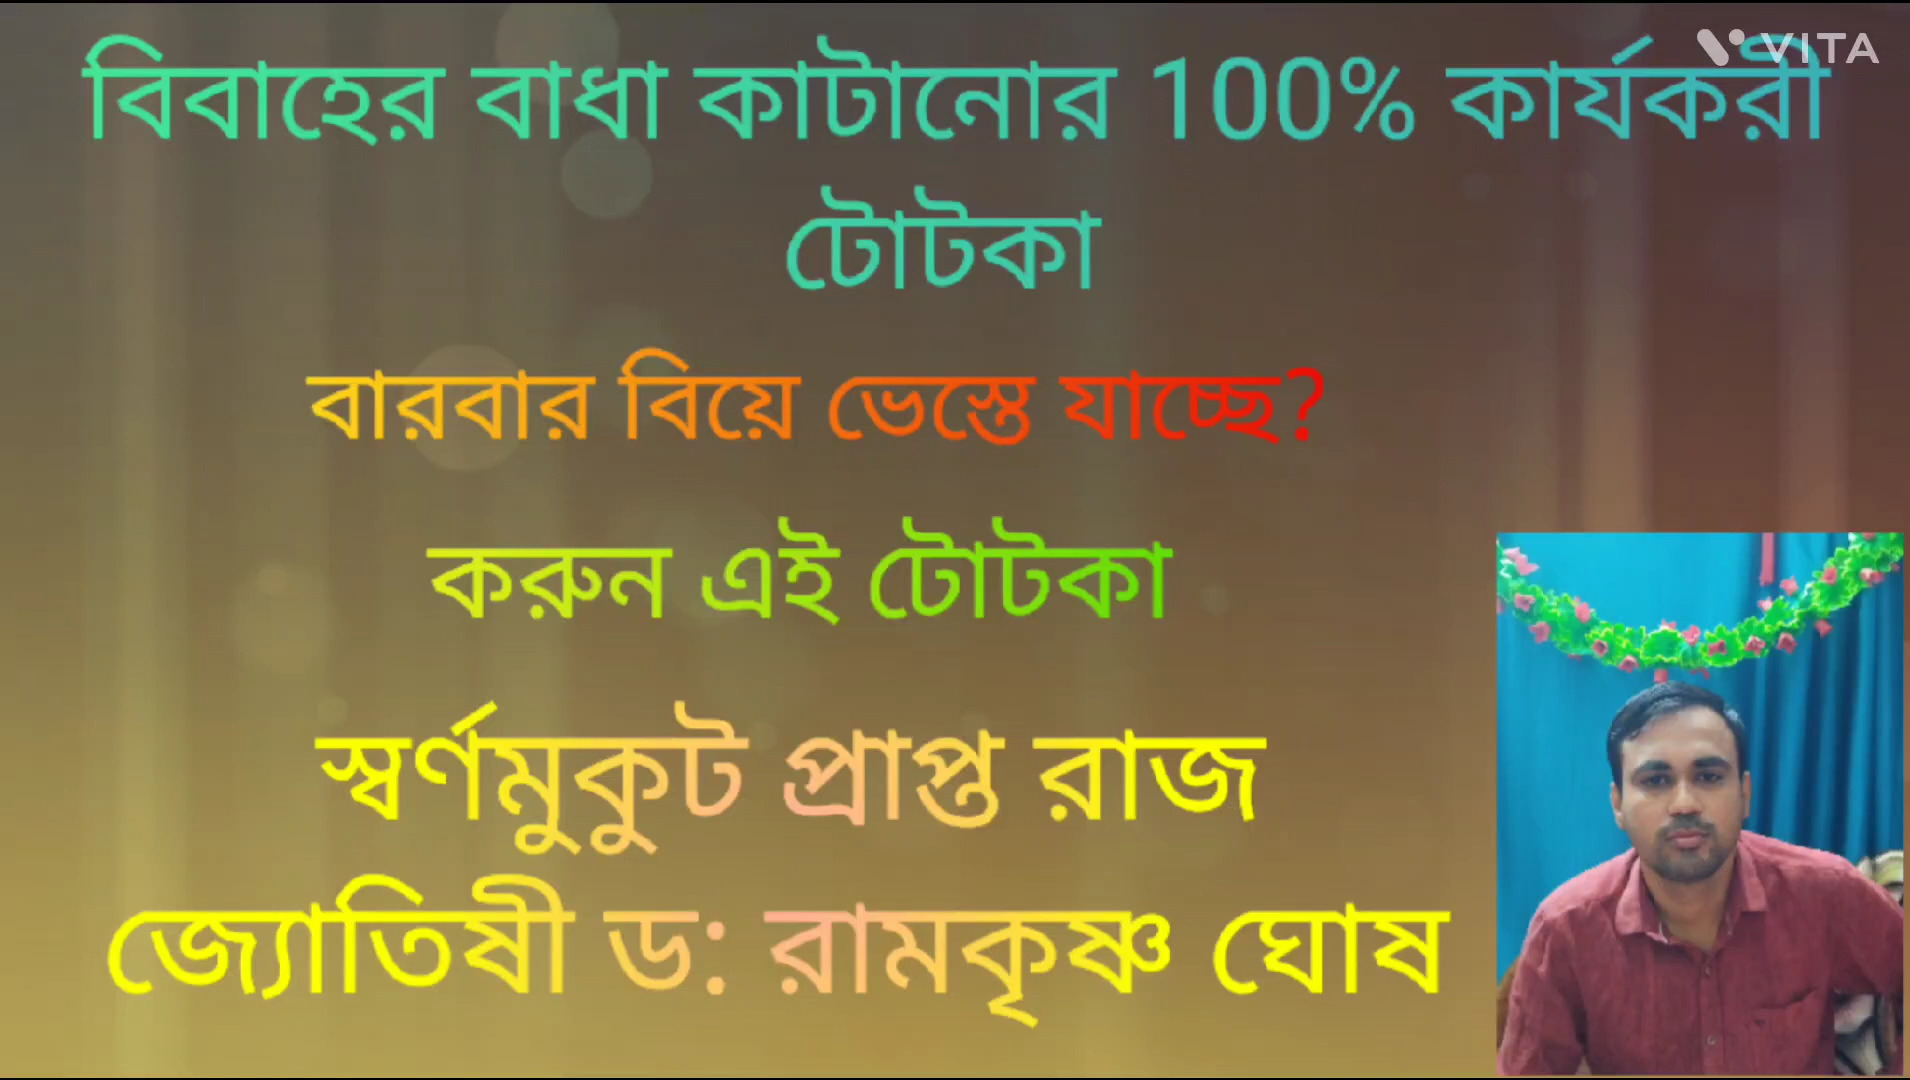 VITA
বিবাহের বাধা কাটানোর 100% কার্যকরী
টোটকা
বারবার বিয়ে ভেস্তে যাচ্ছে?
করুন এই টোটকা
স্বর্ণমুকুট প্রাপ্ত রাজ
জ্যোতিষী ড: রামকৃষ্ণ ঘোষ